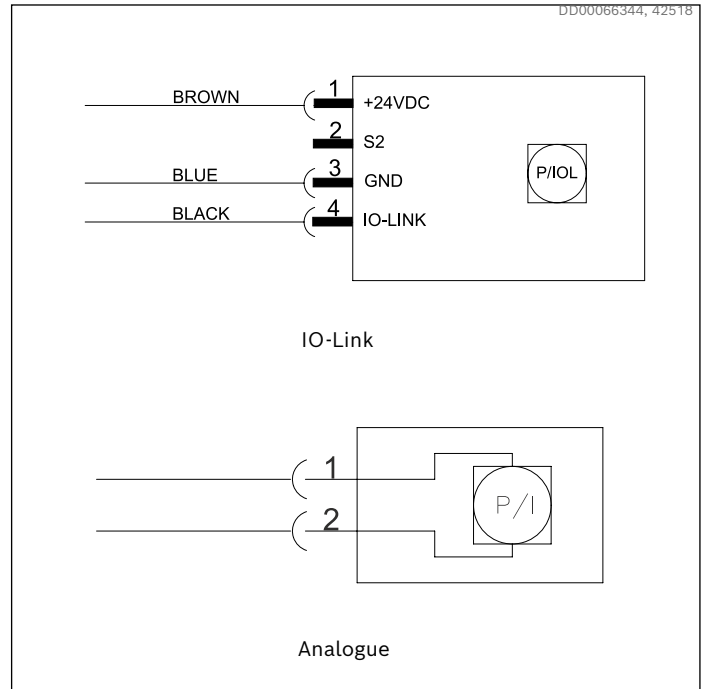 DD00066344, 42518
BROWN 1 +24VDC
2 S2
BLUE 3 GND
P/IOL
BLACK 4 IO-LINK
IO-Link
1
P/I
2
Analogue